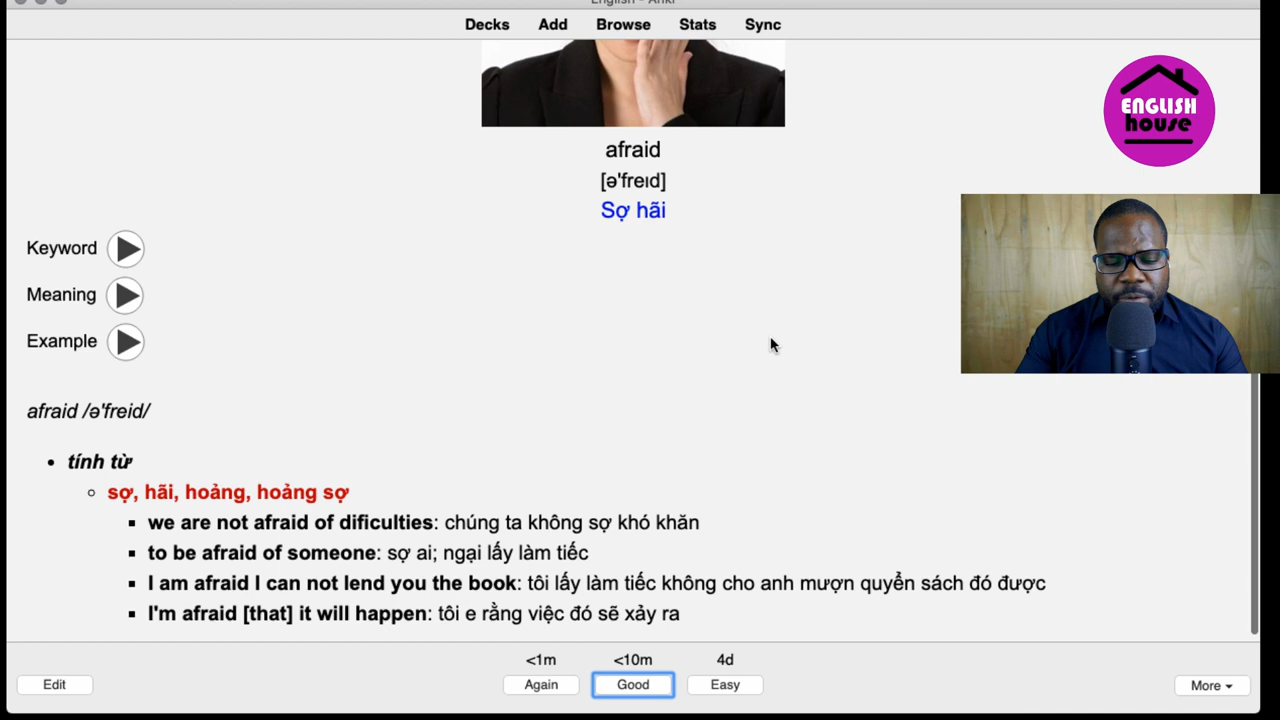 English - Anki
Decks Add Browse Stats Sync
ENGLISH
house
afraid
[ə'freɪd]
Sợ hãi
Keyword
Meaning
Example
afraid /ə'freid/
tính từ
sợ, hãi, hoảng, hoảng sợ
we are not afraid of dificulties: chúng ta không sợ khó khăn
to be afraid of someone: sợ ai; ngại lấy làm tiếc
I am afraid I can not lend you the book: tôi lấy làm tiếc không cho anh mượn quyển sách đó được
I'm afraid [that] it will happen: tôi e rằng việc đó sẽ xảy ra
<1m <10m 4d
Edit Again Good Easy More